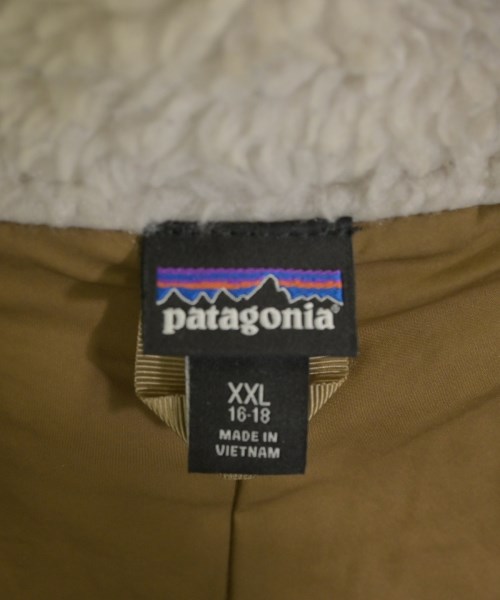 patagonia®
XXL
16-18
MADE IN
VIETNAM